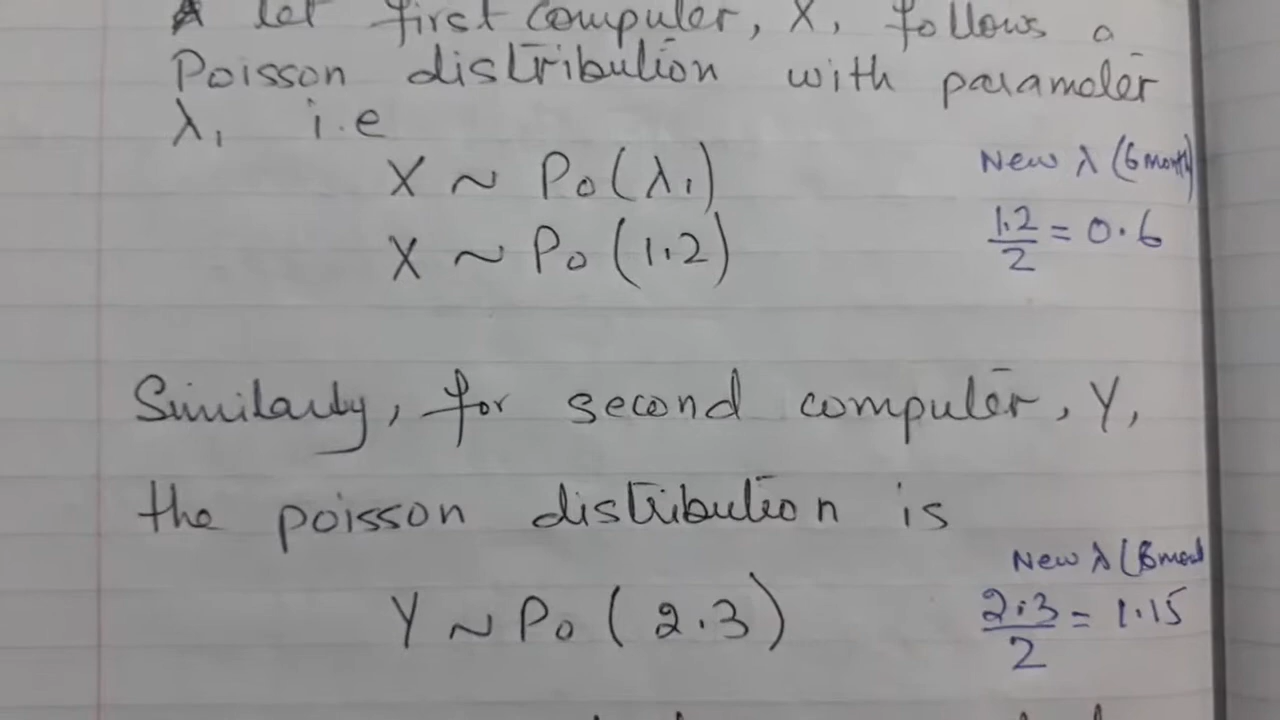 let first computer, X, follows a
Poisson distribution with parameter
λ₁ i.e
X ~ Po(λ₁)
New λ (6 month)
X ~ Po(1.2)
1.2/2 = 0.6
Similarly, for second computer, Y,
the poisson distribution is
New λ (6 mont
Y ~ Po(2.3)
2.3/2 = 1.15